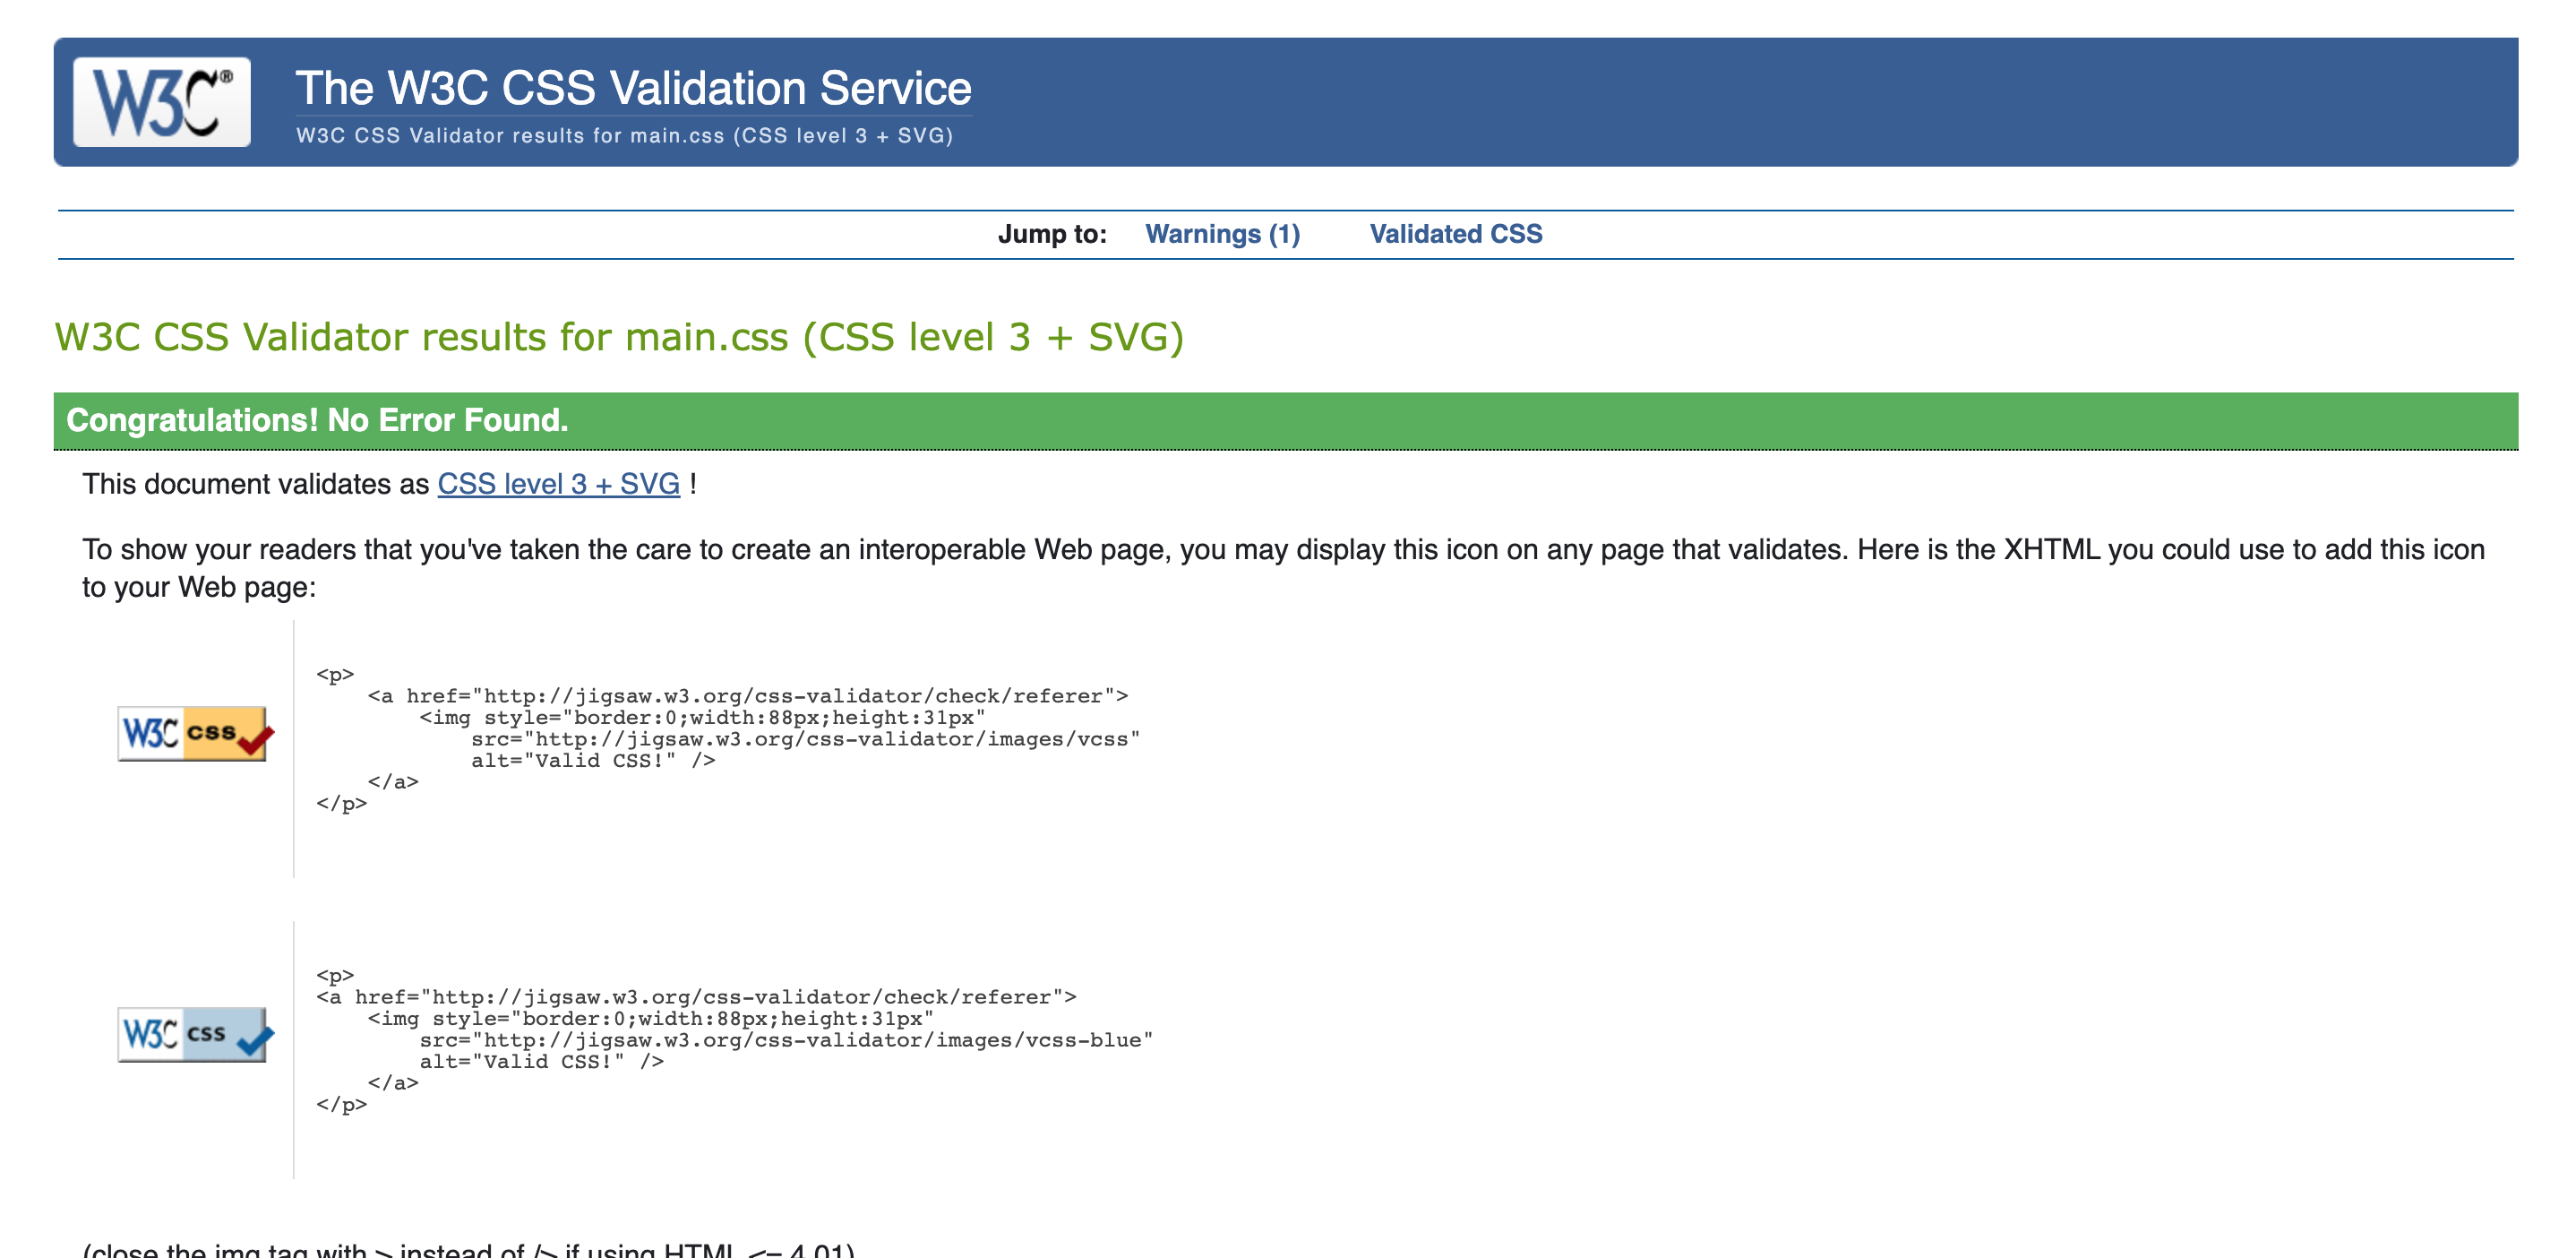 W3C®
The W3C CSS Validation Service
W3C CSS Validator results for main.css (CSS level 3 + SVG)
Jump to: Warnings (1) Validated CSS
W3C CSS Validator results for main.css (CSS level 3 + SVG)
Congratulations! No Error Found.
This document validates as CSS level 3 + SVG !
To show your readers that you've taken the care to create an interoperable Web page, you may display this icon on any page that validates. Here is the XHTML you could use to add this icon
to your Web page:
<p>
    <a href="http://jigsaw.w3.org/css-validator/check/referer">
        <img style="border:0;width:88px;height:31px"
            src="http://jigsaw.w3.org/css-validator/images/vcss"
            alt="Valid CSS!" />
    </a>
</p>
W3C css
<p>
<a href="http://jigsaw.w3.org/css-validator/check/referer">
    <img style="border:0;width:88px;height:31px"
        src="http://jigsaw.w3.org/css-validator/images/vcss-blue"
        alt="Valid CSS!" />
    </a>
</p>
W3C css
(close the img tag with > instead of /> if using HTML <= 4.01)